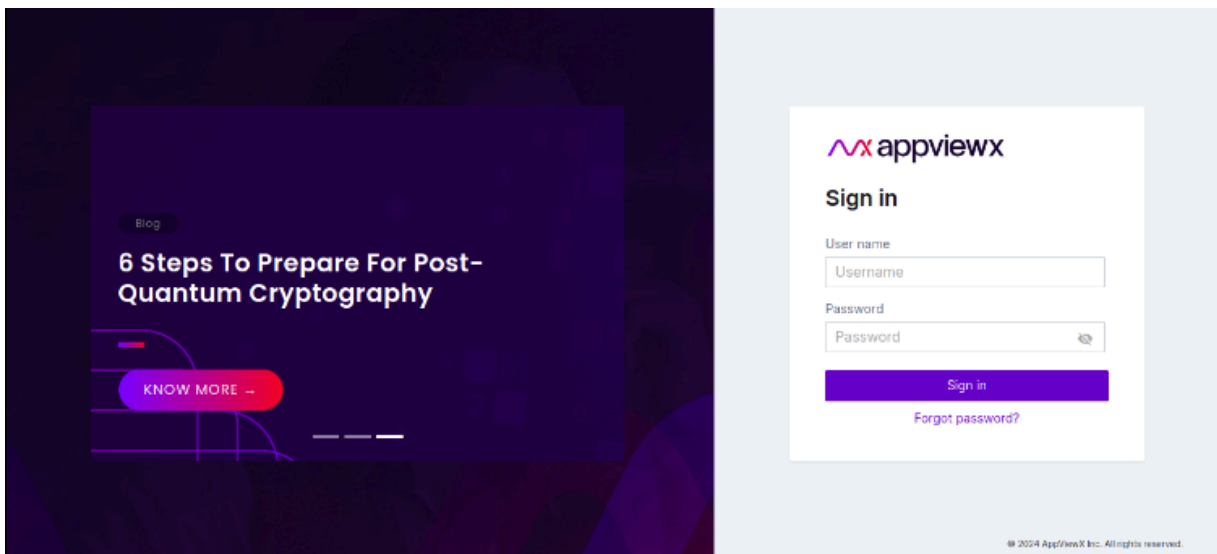 Blog
6 Steps To Prepare For Post-
Quantum Cryptography
KNOW MORE →
appviewx
Sign in
User name
Username
Password
Password
Sign in
Forgot password?
© 2024 AppViewX Inc. All rights reserved.